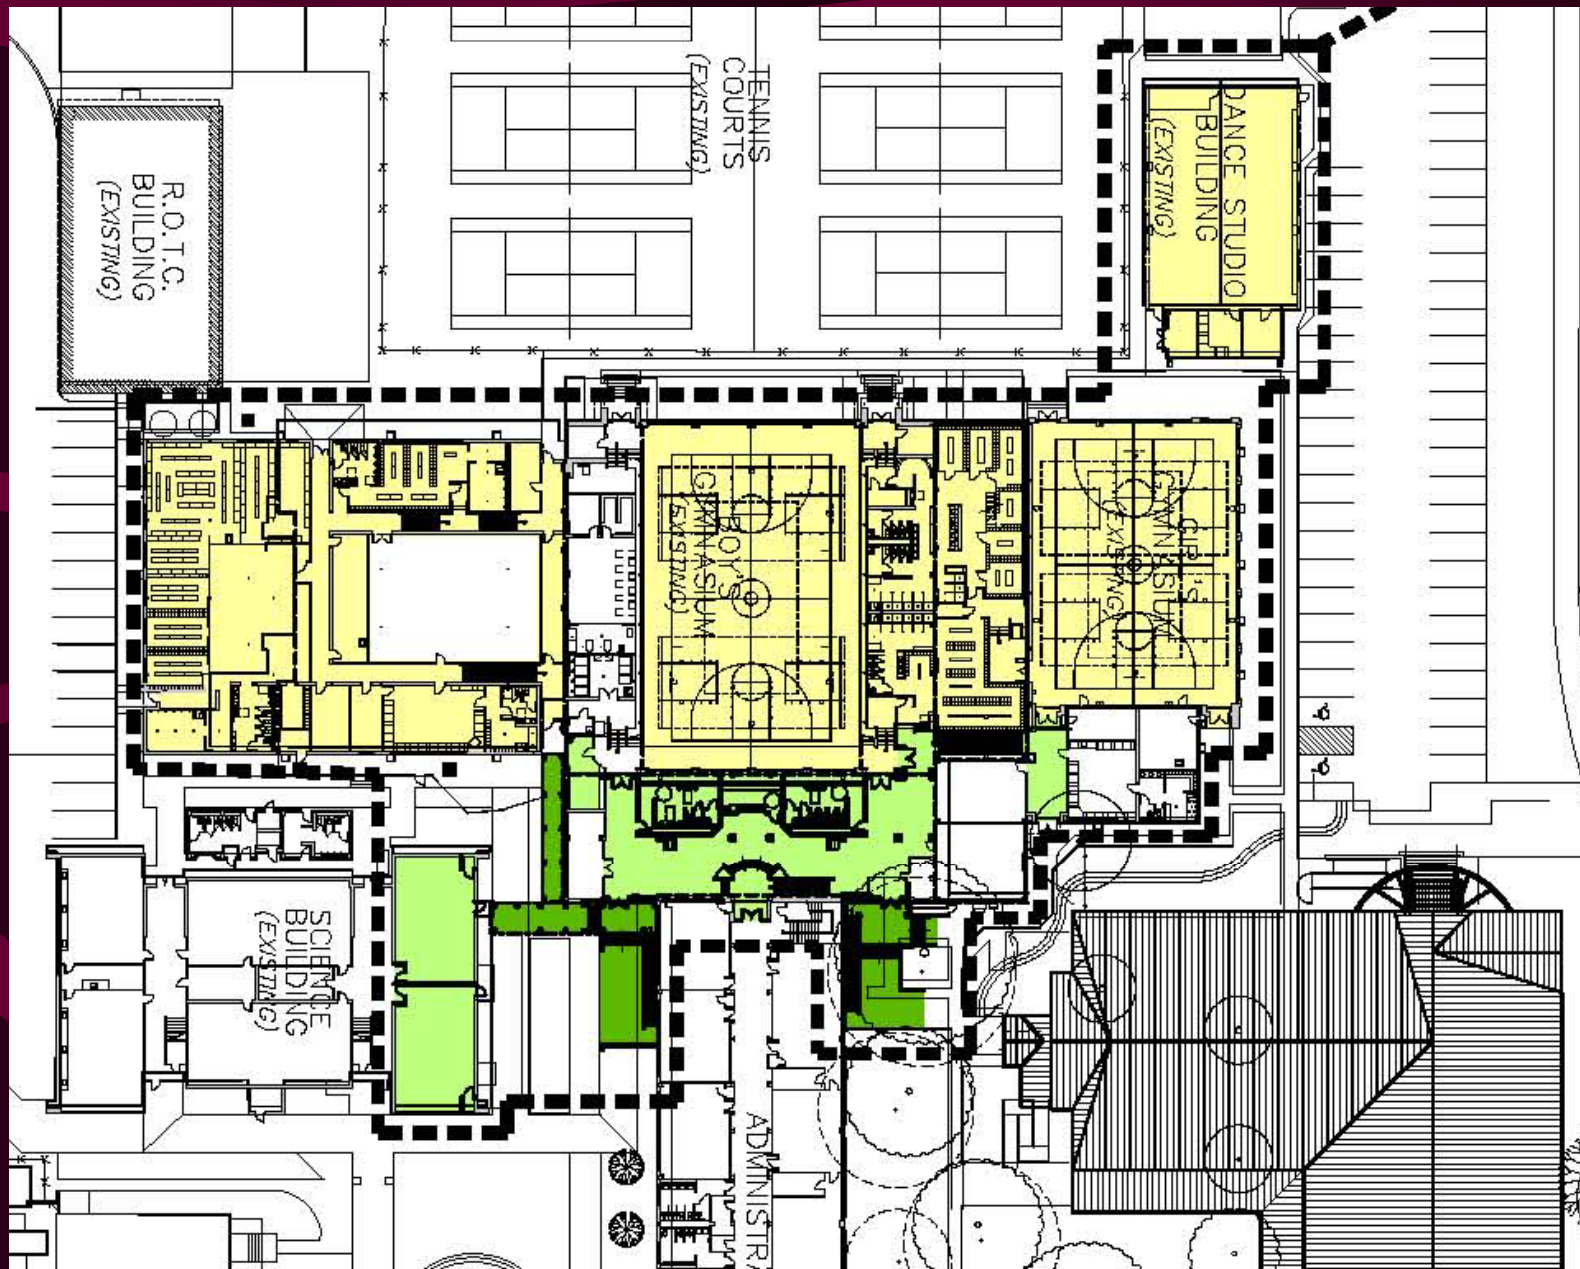 TENNIS
COURTS
(EXISTING)
DANCE STUDIO
BUILDING
(EXISTING)
R.O.T.C.
BUILDING
(EXISTING)
BOY'S
GYMNASIUM
(EXISTING)
GIRL'S
GYMNASIUM
(EXISTING)
SCIENCE
BUILDING
(EXISTING)
ADMINISTRA